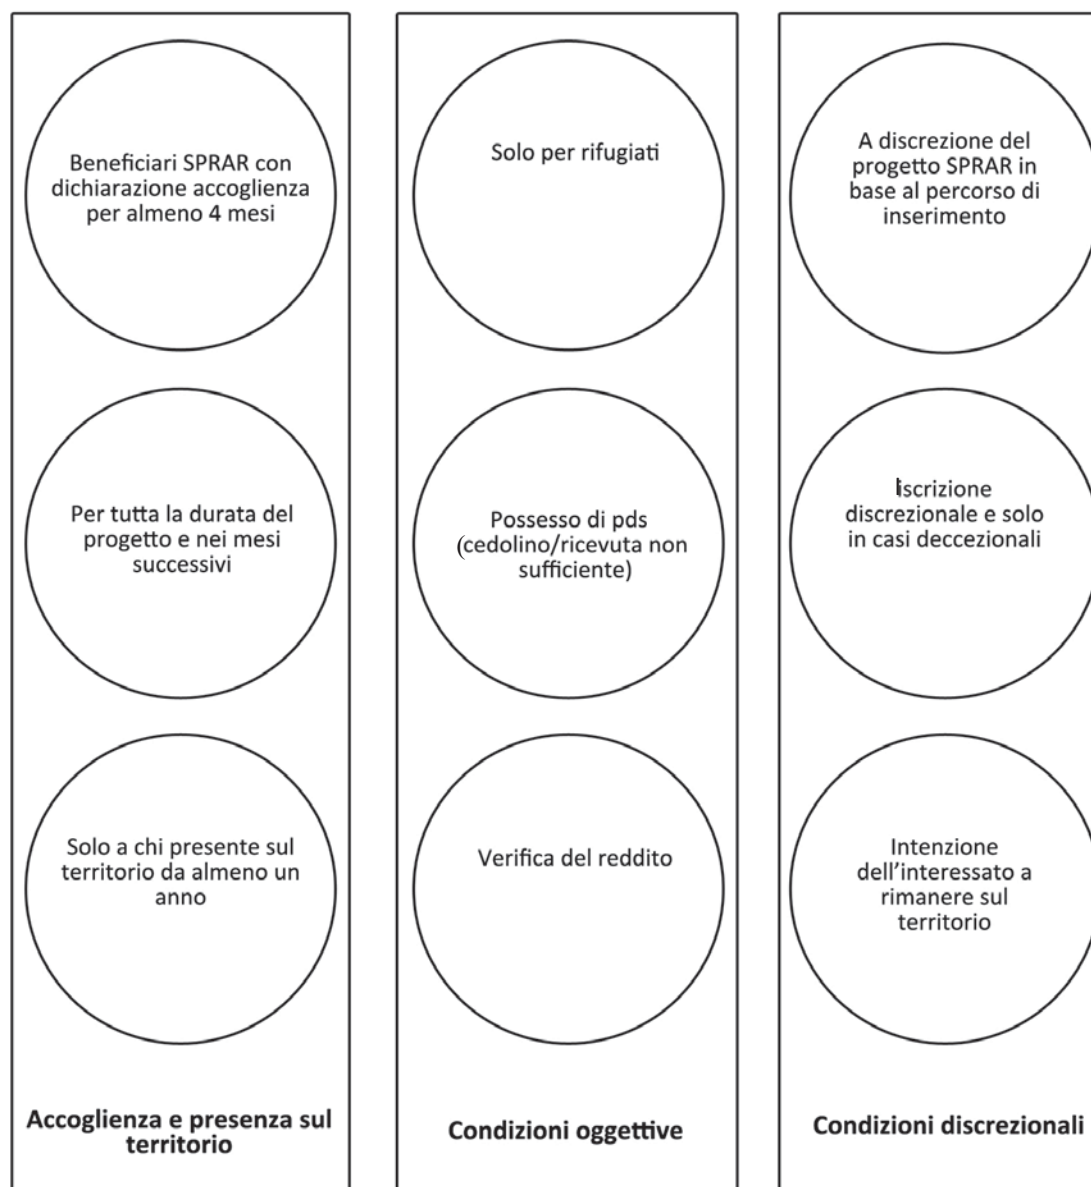 Beneficiari SPRAR con
dichiarazione accoglienza
per almeno 4 mesi
Per tutta la durata del
progetto e nei mesi
successivi
Solo a chi presente sul
territorio da almeno un
anno
Accoglienza e presenza sul
territorio
Solo per rifugiati
Possesso di pds
(cedolino/ricevuta non
sufficiente)
Verifica del reddito
Condizioni oggettive
A discrezione del
progetto SPRAR in
base al percorso di
inserimento
Iscrizione
discrezionale e solo
in casi deccezionali
Intenzione
dell’interessato a
rimanere sul
territorio
Condizioni discrezionali